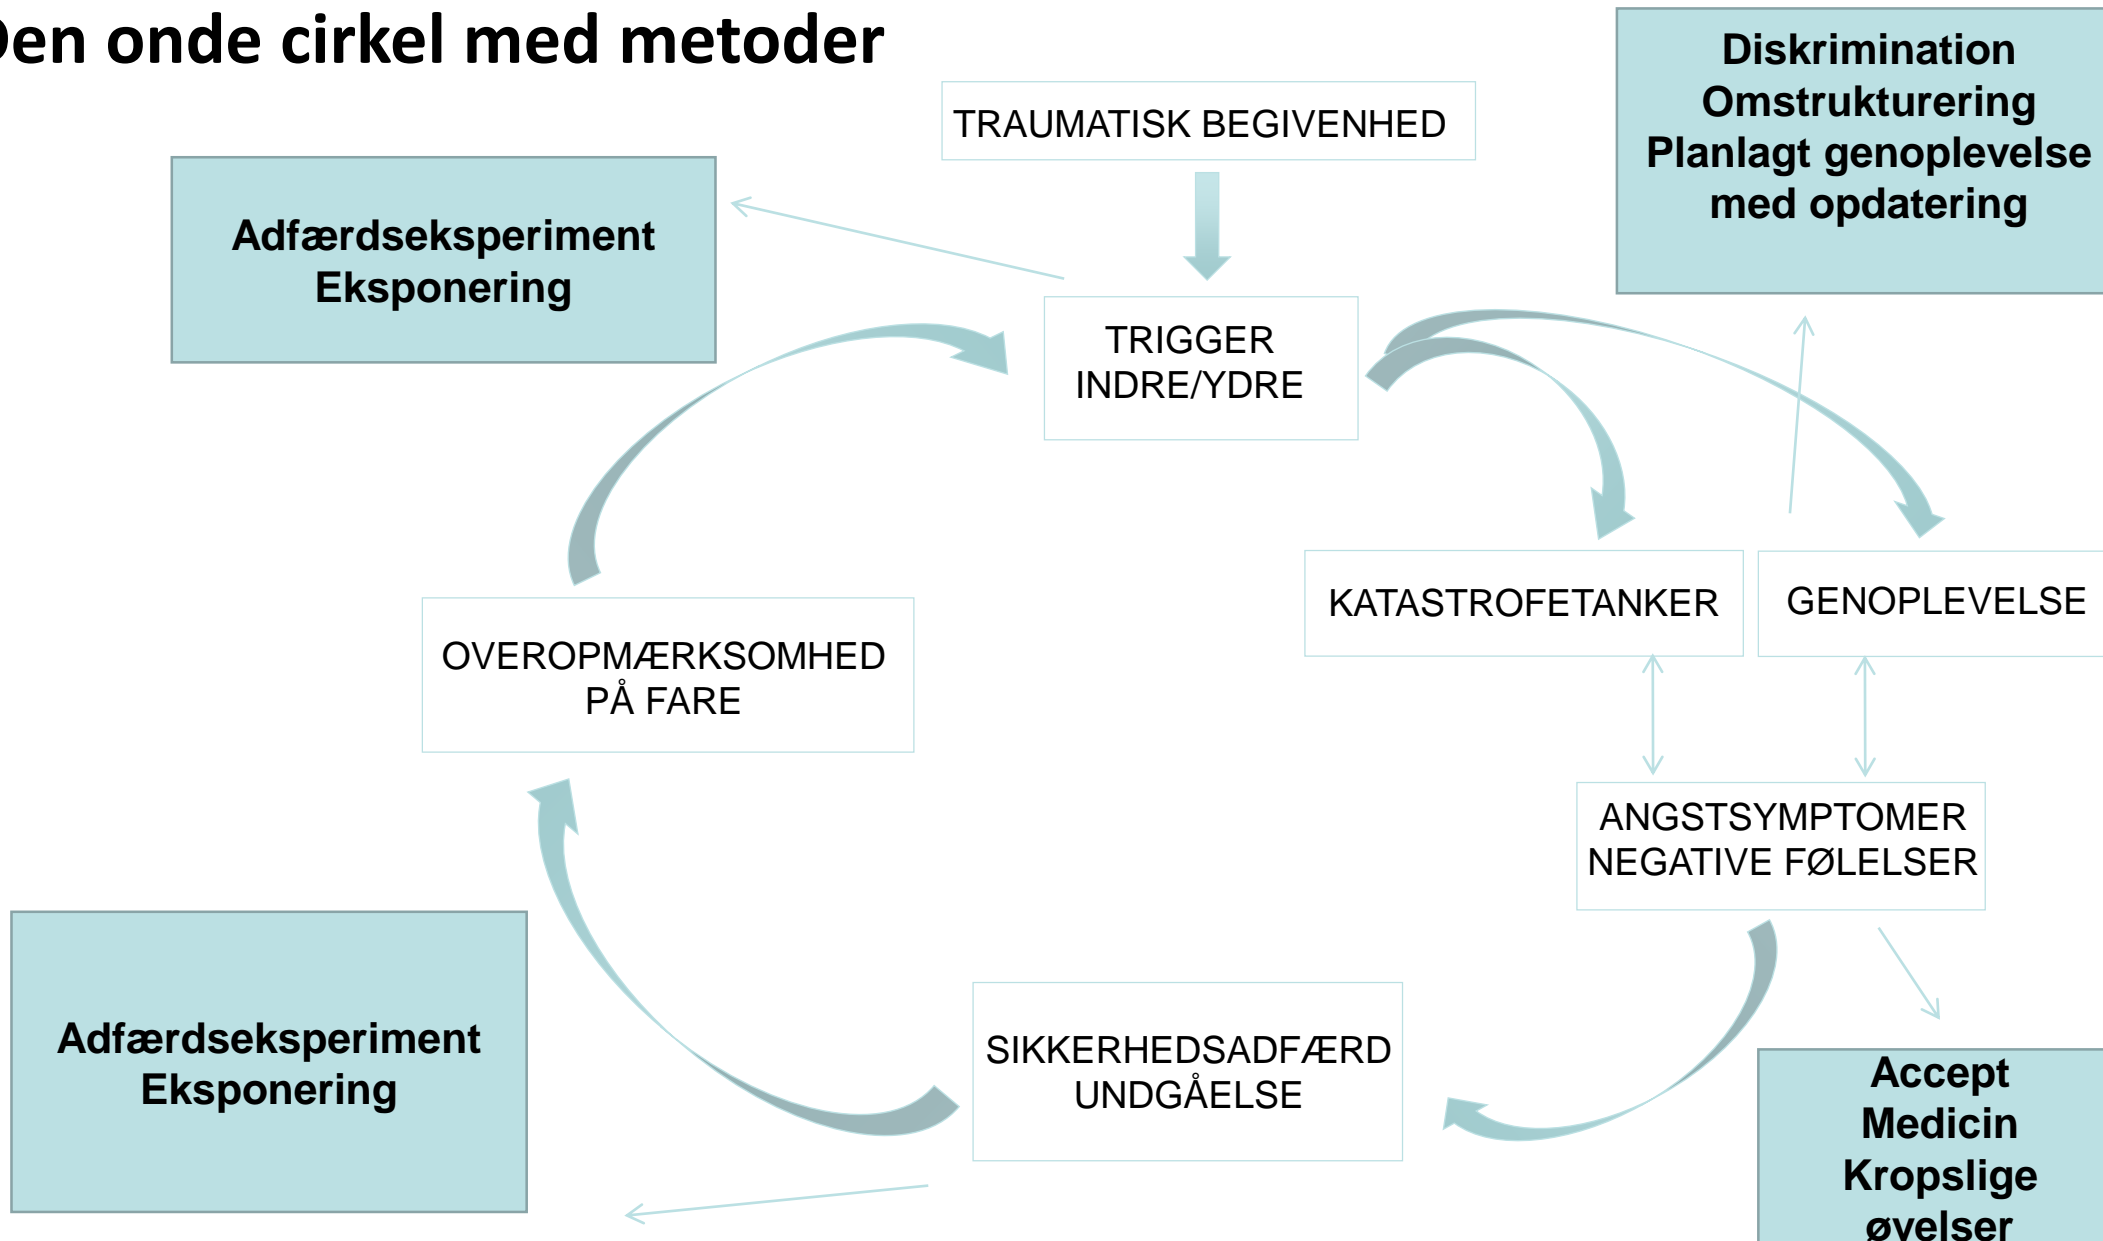 Den onde cirkel med metoder
Diskrimination
Omstrukturering
Planlagt genoplevelse
med opdatering
TRAUMATISK BEGIVENHED
Adfærdseksperiment
Eksponering
TRIGGER
INDRE/YDRE
KATASTROFETANKER
GENOPLEVELSE
OVEROPMÆRKSOMHED
PÅ FARE
ANGSTSYMPTOMER
NEGATIVE FØLELSER
SIKKERHEDSADFÆRD
UNDGÅELSE
Adfærdseksperiment
Eksponering
Accept
Medicin
Kropslige
øvelser